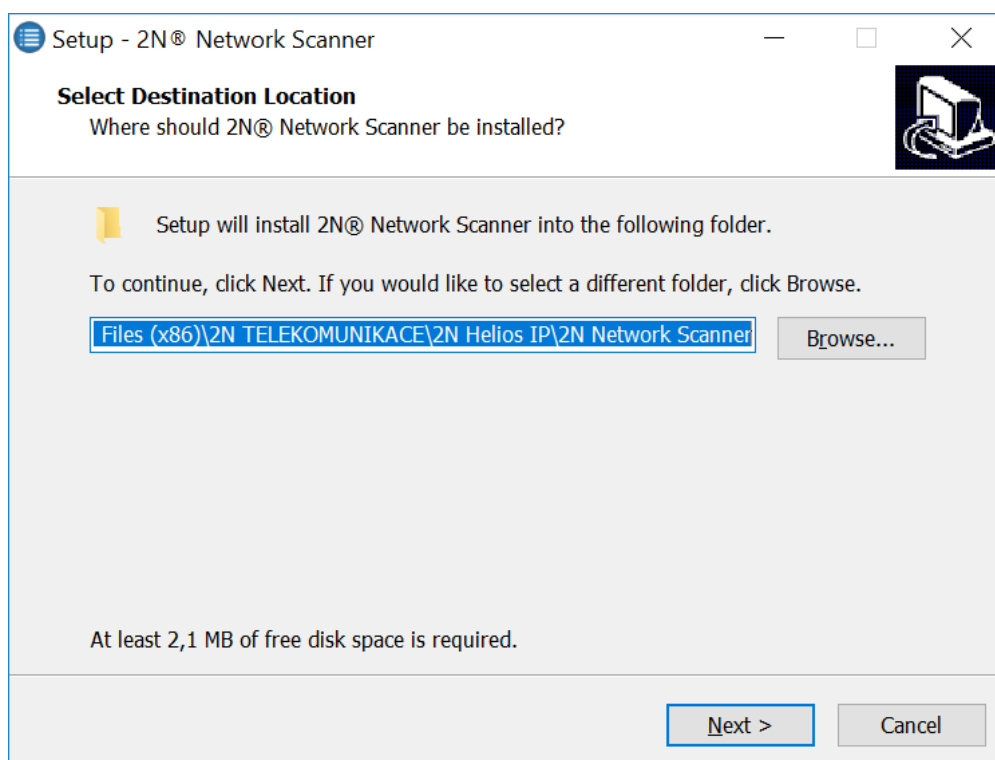 Setup - 2N® Network Scanner
Select Destination Location
Where should 2N® Network Scanner be installed?
Setup will install 2N® Network Scanner into the following folder.
To continue, click Next. If you would like to select a different folder, click Browse.
Files (x86)\2N TELEKOMUNIKACE\2N Helios IP\2N Network Scanner
Browse...
At least 2,1 MB of free disk space is required.
Next >
Cancel